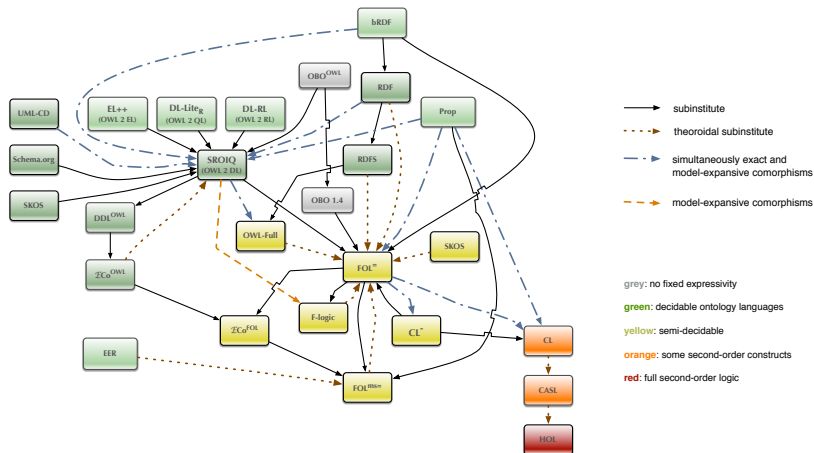 bRDF
OBO^OWL
RDF
UML-CD
EL++
(OWL 2 EL)
DL-Lite_R
(OWL 2 QL)
DL-RL
(OWL 2 RL)
Prop
subinstitute
theoroidal subinstitute
simultaneously exact and
model-expansive comorphisms
model-expansive comorphisms
Schema.org
SROIQ
(OWL 2 DL)
RDFS
SKOS
OBO 1.4
DDL^OWL
OWL-Full
SKOS
ℰCo^OWL
FOL^=
grey: no fixed expressivity
green: decidable ontology languages
yellow: semi-decidable
orange: some second-order constructs
red: full second-order logic
ℰCo^FOL
F-logic
CL^-
CL
EER
FOL^ms=
CASL
HOL